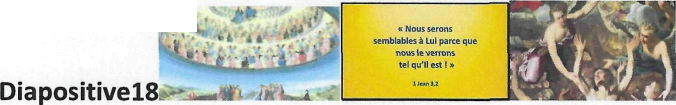 « Nous serons
semblables à Lui parce que
nous le verrons
tel qu'il est ! »
1 Jean 3,2
Diapositive18